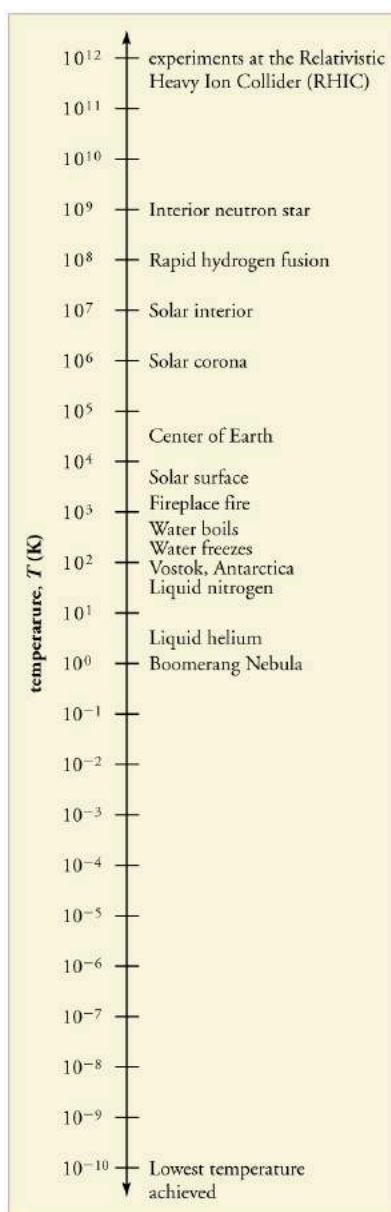 10¹² experiments at the Relativistic
Heavy Ion Collider (RHIC)
10¹¹
10¹⁰
10⁹ Interior neutron star
10⁸ Rapid hydrogen fusion
10⁷ Solar interior
10⁶ Solar corona
10⁵
Center of Earth
10⁴
Solar surface
Fireplace fire
10³
Water boils
Water freezes
10² Vostok, Antarctica
Liquid nitrogen
10¹
Liquid helium
10⁰ Boomerang Nebula
10⁻¹
10⁻²
10⁻³
10⁻⁴
10⁻⁵
10⁻⁶
10⁻⁷
10⁻⁸
10⁻⁹
10⁻¹⁰ Lowest temperature
achieved
temperarure, T (K)